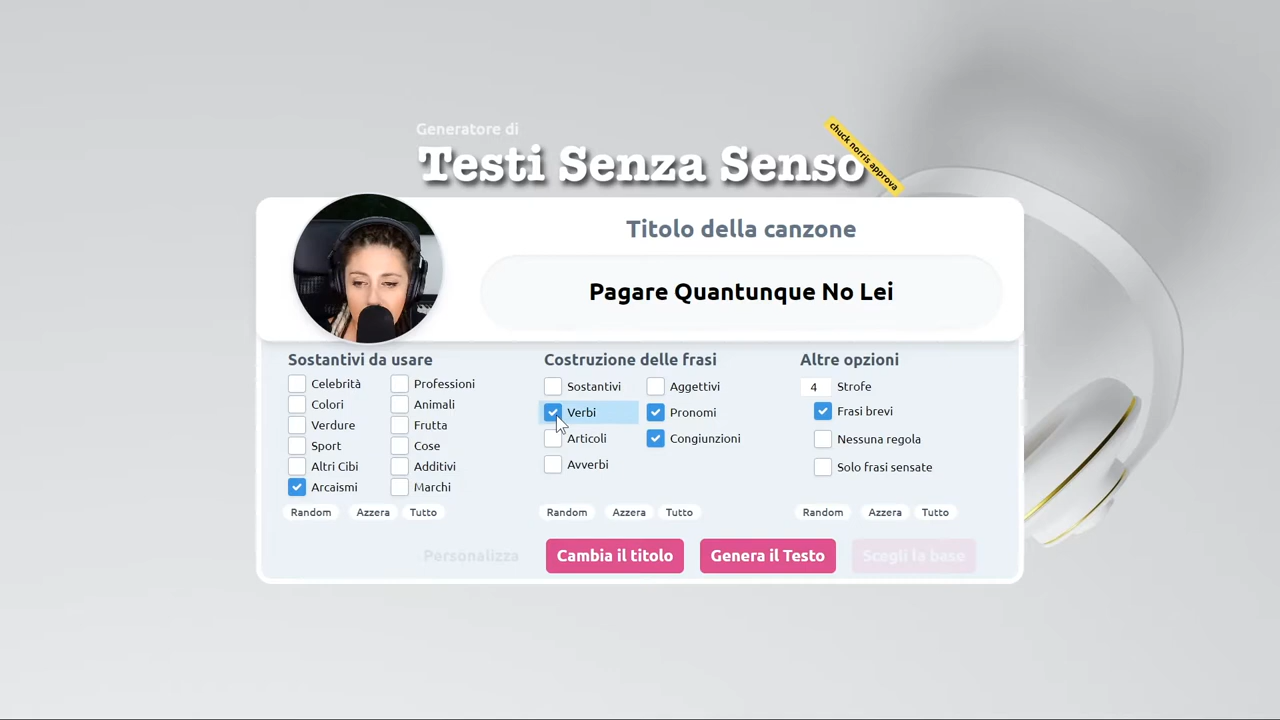 Generatore di
Testi Senza Senso
chuck norris approva
Titolo della canzone
Pagare Quantunque No Lei
Sostantivi da usare
Celebrità
Professioni
Colori
Animali
Verdure
Frutta
Sport
Cose
Altri Cibi
Additivi
Arcaismi
Marchi
Random
Azzera
Tutto
Costruzione delle frasi
Sostantivi
Aggettivi
Verbi
Pronomi
Articoli
Congiunzioni
Avverbi
Random
Azzera
Tutto
Altre opzioni
4 Strofe
Frasi brevi
Nessuna regola
Solo frasi sensate
Random
Azzera
Tutto
Personalizza
Cambia il titolo
Genera il Testo
Scegli la base